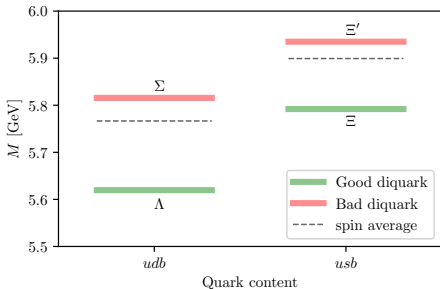 6.0
5.9
5.8
5.7
5.6
5.5
M [GeV]
Σ
Λ
Ξ′
Ξ
Good diquark
Bad diquark
spin average
udb
usb
Quark content